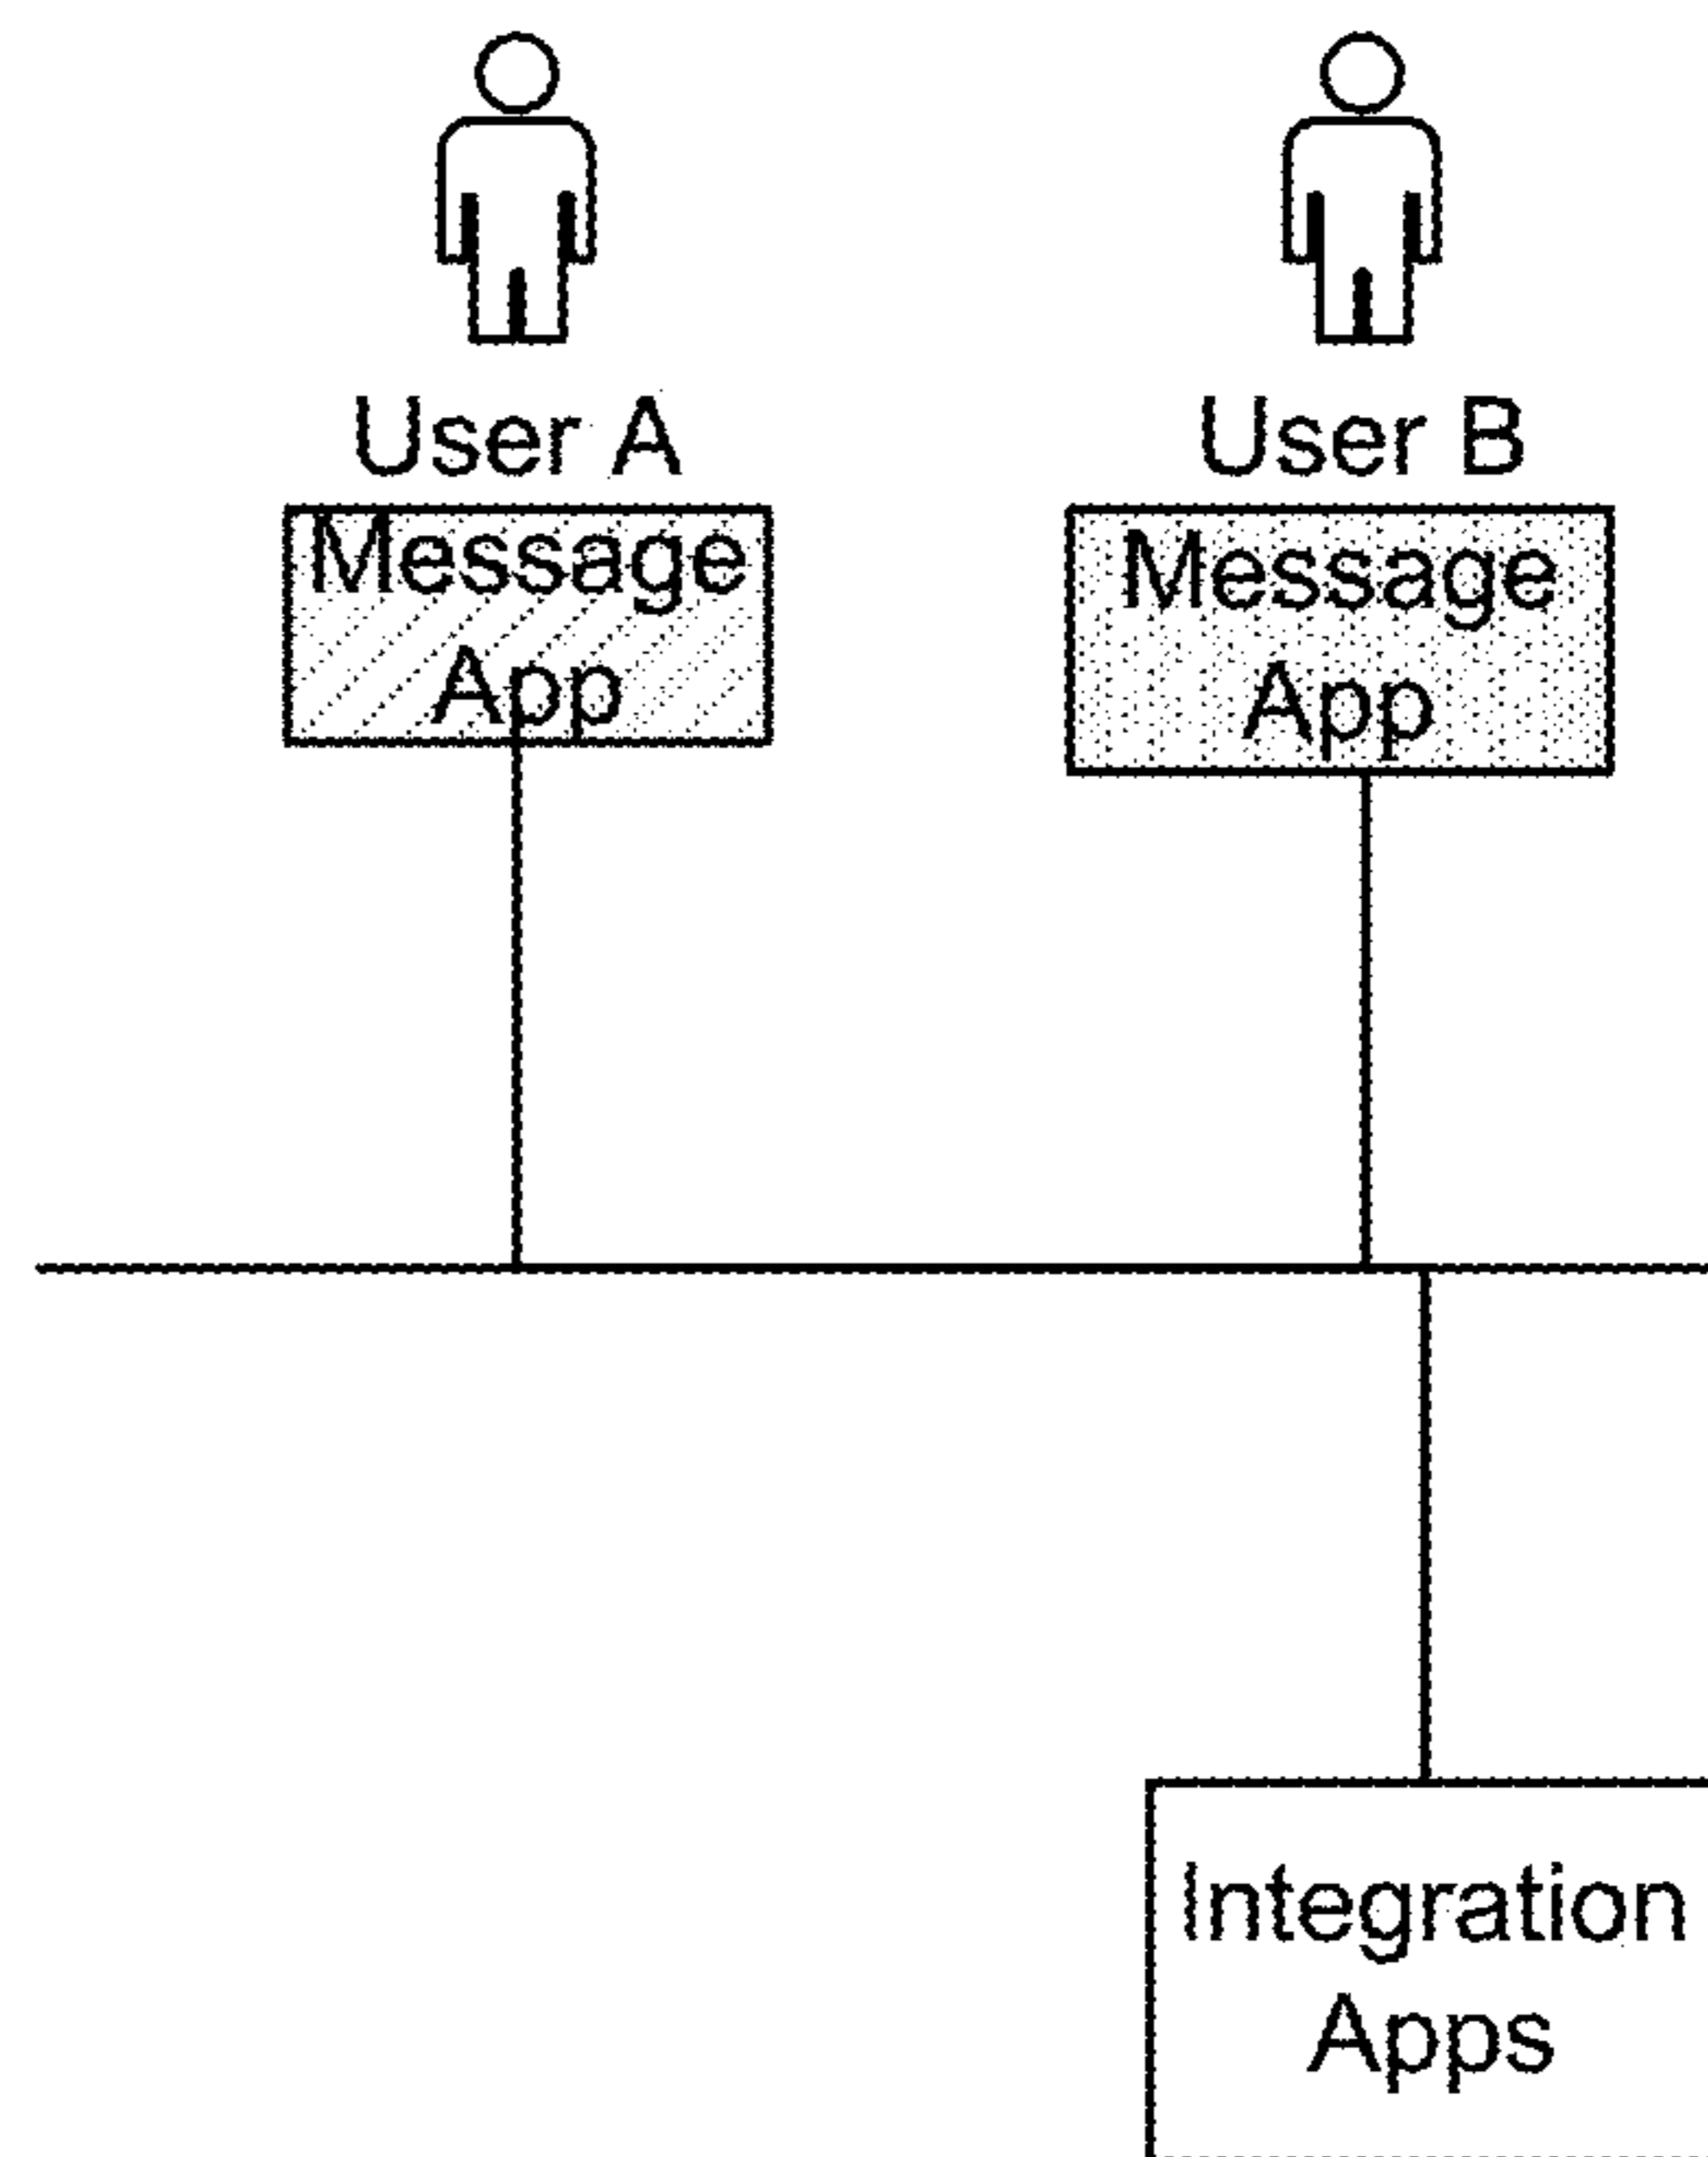 User A
User B
Message
App
Message
App
Integration
Apps